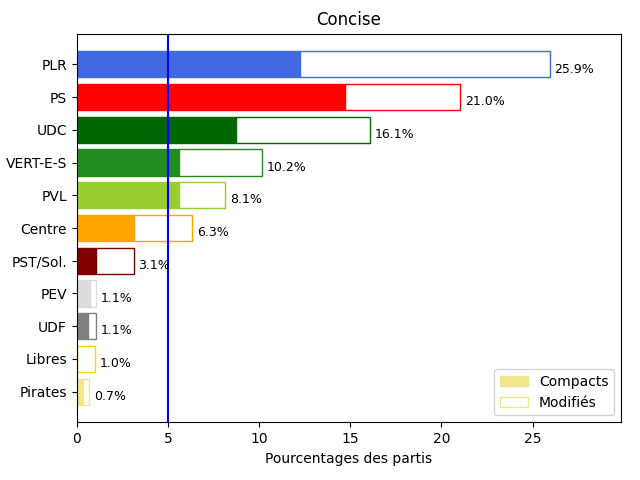 Concise
PLR 25.9%
PS 21.0%
UDC 16.1%
VERT-E-S 10.2%
PVL 8.1%
Centre 6.3%
PST/Sol. 3.1%
PEV 1.1%
UDF 1.1%
Libres 1.0%
Pirates 0.7%
Compacts
Modifiés
0 5 10 15 20 25
Pourcentages des partis